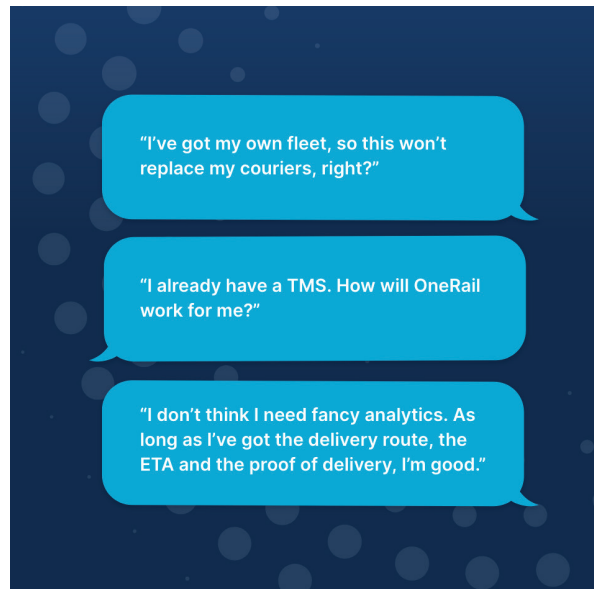 “I’ve got my own fleet, so this won’t
replace my couriers, right?”
“I already have a TMS. How will OneRail
work for me?”
“I don’t think I need fancy analytics. As
long as I’ve got the delivery route, the
ETA and the proof of delivery, I’m good.”